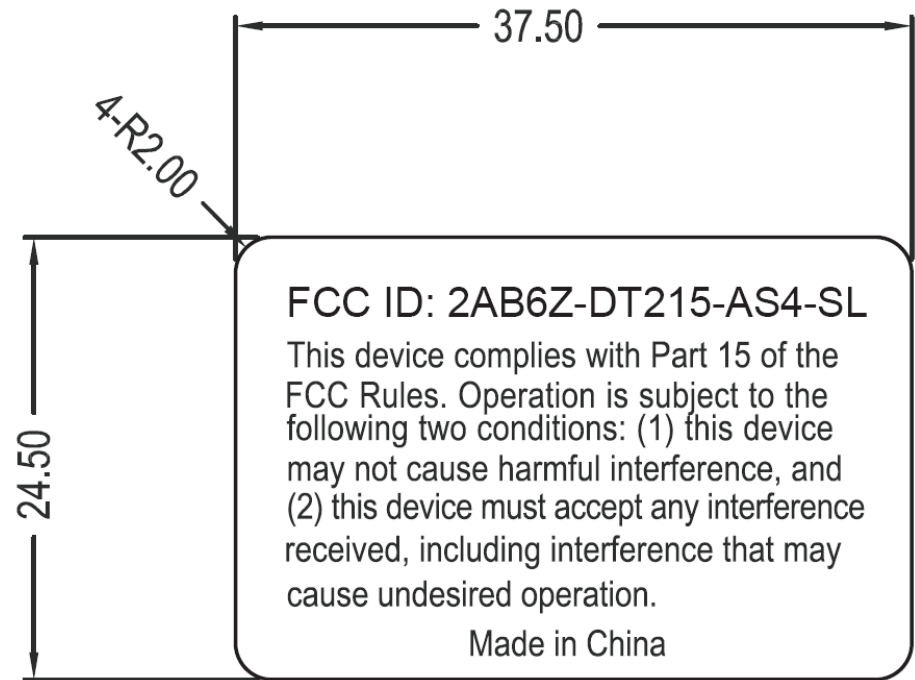 37.50
4-R2.00
24.50
FCC ID: 2AB6Z-DT215-AS4-SL
This device complies with Part 15 of the
FCC Rules. Operation is subject to the
following two conditions: (1) this device
may not cause harmful interference, and
(2) this device must accept any interference
received, including interference that may
cause undesired operation.
Made in China